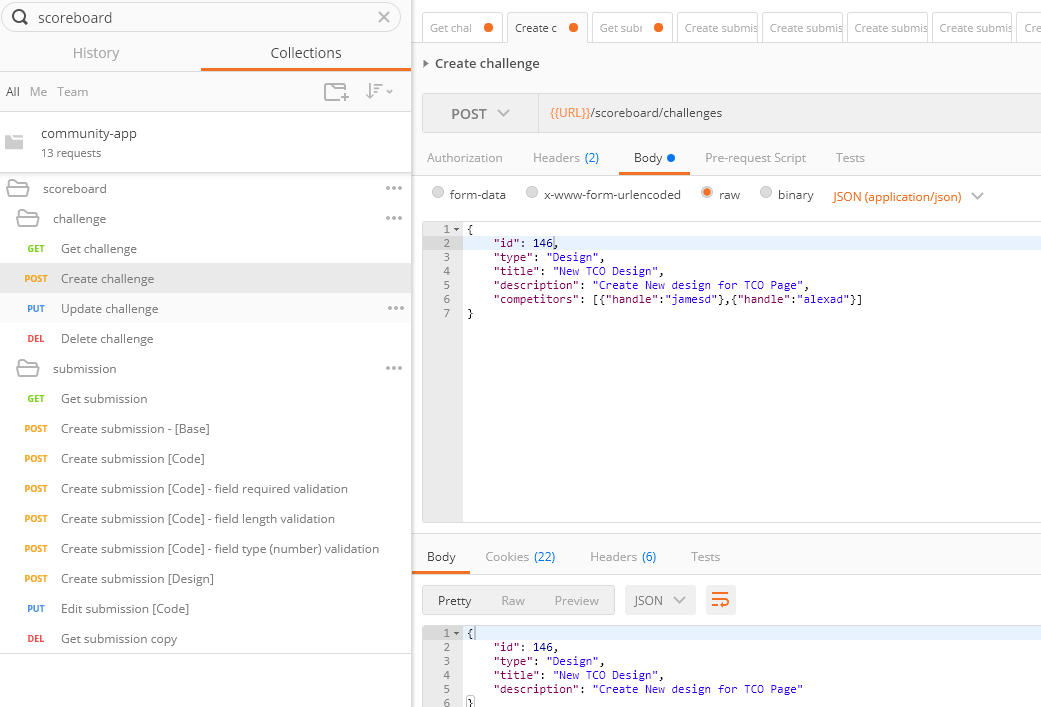 scoreboard
History
Collections
All Me Team
community-app
13 requests
scoreboard
challenge
GET Get challenge
POST Create challenge
PUT Update challenge
DEL Delete challenge
submission
GET Get submission
POST Create submission - [Base]
POST Create submission [Code]
POST Create submission [Code] - field required validation
POST Create submission [Code] - field length validation
POST Create submission [Code] - field type (number) validation
POST Create submission [Design]
PUT Edit submission [Code]
DEL Get submission copy
Get chal
Create c
Get subr
Create submis
Create submis
Create submis
Create submis
Cre
Create challenge
POST {{URL}}/scoreboard/challenges
Authorization Headers (2) Body Pre-request Script Tests
form-data x-www-form-urlencoded raw binary JSON (application/json)
1 {
2 "id": 146,
3 "type": "Design",
4 "title": "New TCO Design",
5 "description": "Create New design for TCO Page",
6 "competitors": [{"handle":"jamesd"},{"handle":"alexad"}]
7 }
Body Cookies (22) Headers (6) Tests
Pretty Raw Preview JSON
1 {
2 "id": 146,
3 "type": "Design",
4 "title": "New TCO Design",
5 "description": "Create New design for TCO Page"
6 }